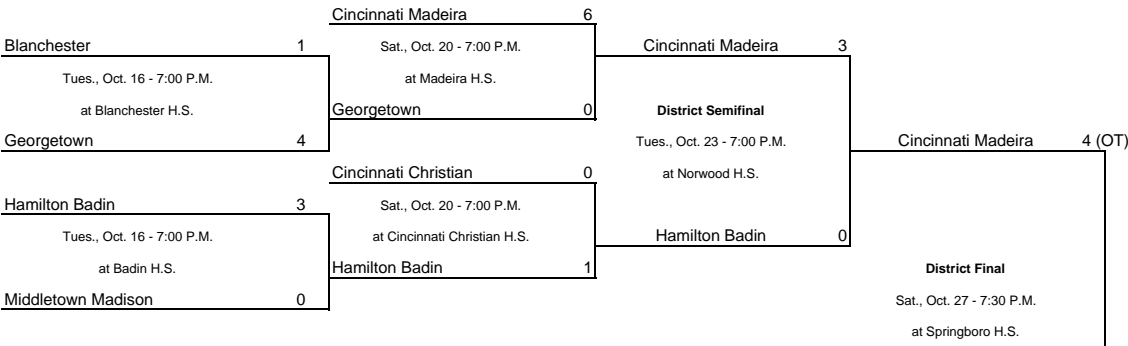 Cincinnati Madeira 6
Blanchester 1
Sat., Oct. 20 - 7:00 P.M.
Cincinnati Madeira 3
Tues., Oct. 16 - 7:00 P.M.
at Madeira H.S.
at Blanchester H.S.
Georgetown 0
District Semifinal
Georgetown 4
Tues., Oct. 23 - 7:00 P.M.
Cincinnati Madeira 4 (OT)
Cincinnati Christian 0
at Norwood H.S.
Hamilton Badin 3
Sat., Oct. 20 - 7:00 P.M.
Tues., Oct. 16 - 7:00 P.M.
at Cincinnati Christian H.S.
Hamilton Badin 0
at Badin H.S.
Hamilton Badin 1
District Final
Middletown Madison 0
Sat., Oct. 27 - 7:30 P.M.
at Springboro H.S.